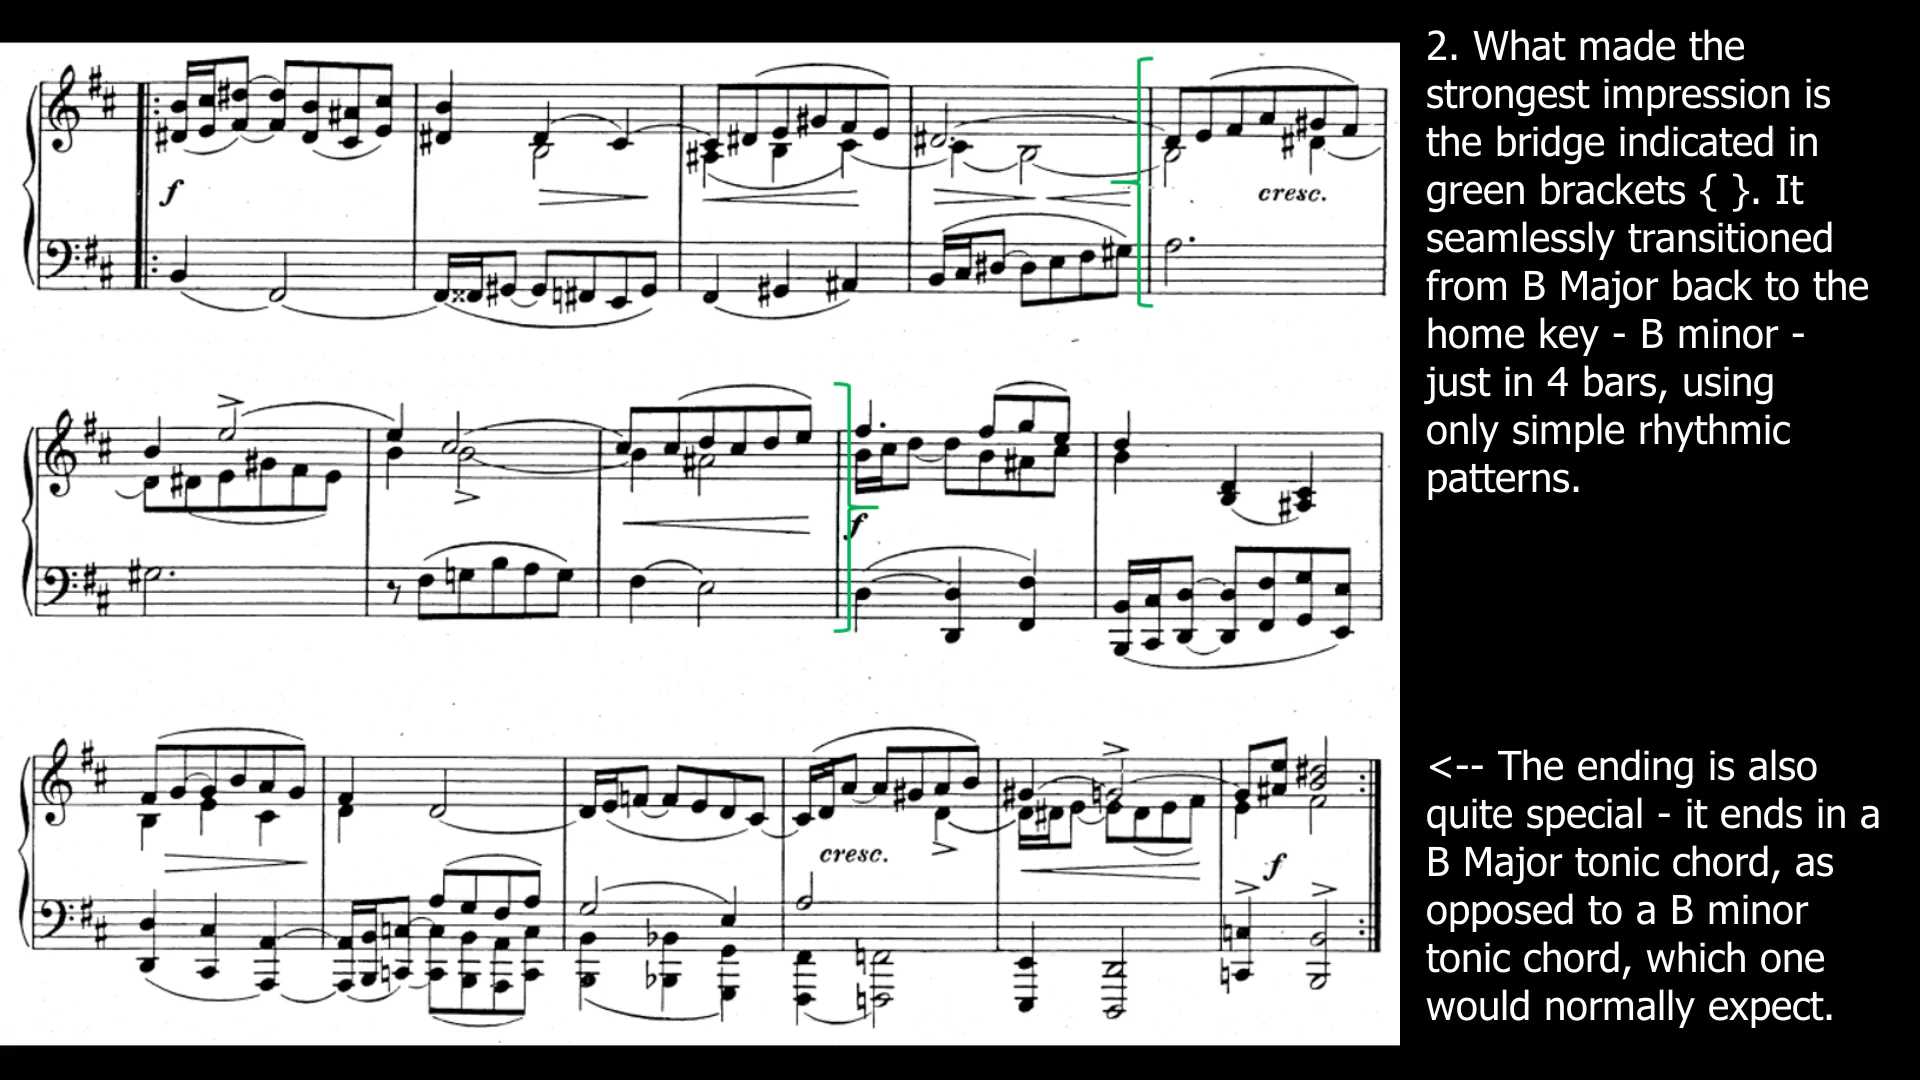 2. What made the
strongest impression is
the bridge indicated in
green brackets { }. It
seamlessly transitioned
from B Major back to the
home key - B minor -
just in 4 bars, using
only simple rhythmic
patterns.
f
cresc.
f
<-- The ending is also
quite special - it ends in a
B Major tonic chord, as
opposed to a B minor
tonic chord, which one
would normally expect.
cresc.
f